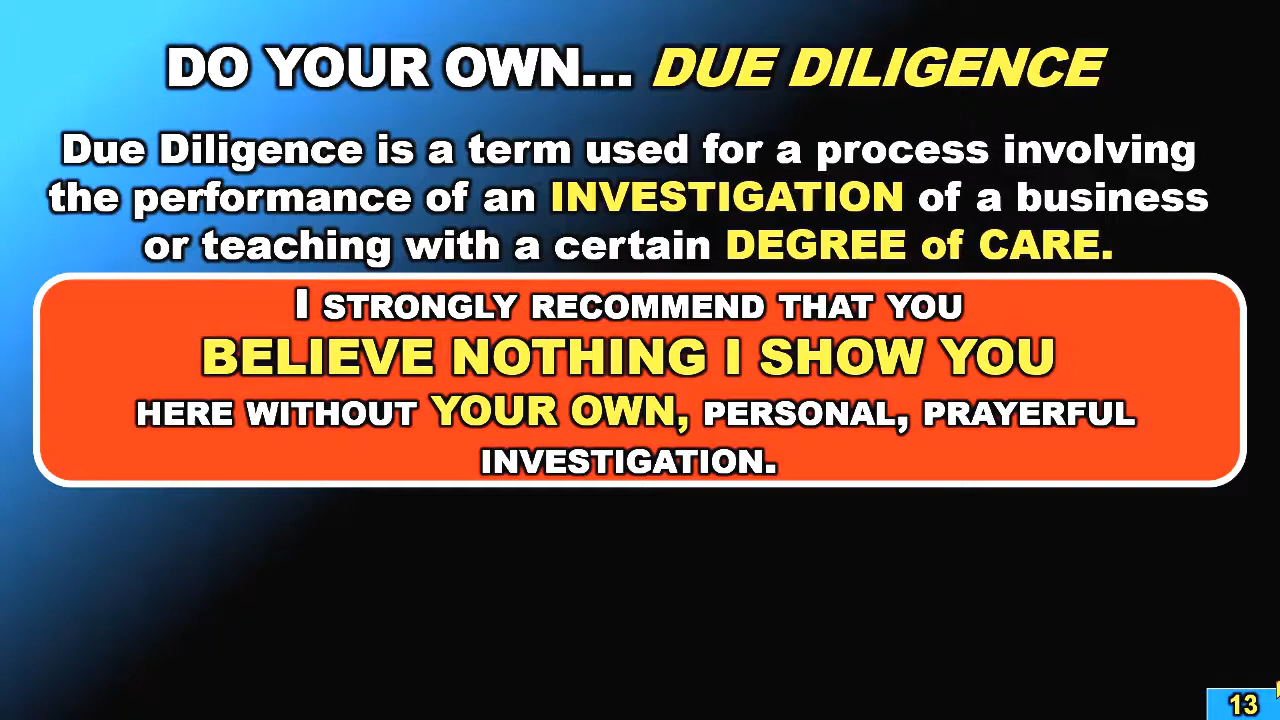 DO YOUR OWN... DUE DILIGENCE
Due Diligence is a term used for a process involving
the performance of an INVESTIGATION of a business
or teaching with a certain DEGREE of CARE.
I STRONGLY RECOMMEND THAT YOU
BELIEVE NOTHING I SHOW YOU
HERE WITHOUT YOUR OWN, PERSONAL, PRAYERFUL
INVESTIGATION.
13